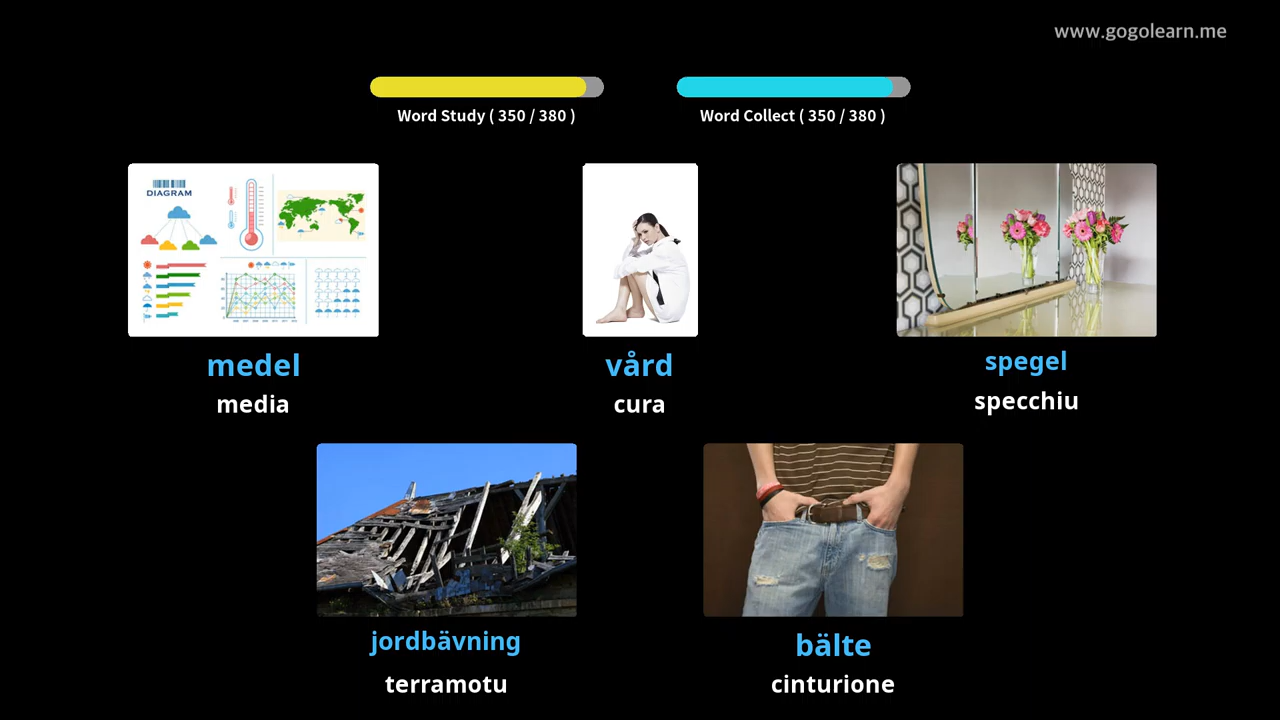 www.gogolearn.me
Word Study ( 350 / 380 )
Word Collect ( 350 / 380 )
DIAGRAM
medel
media
vård
cura
spegel
specchiu
jordbävning
terramotu
bälte
cinturione